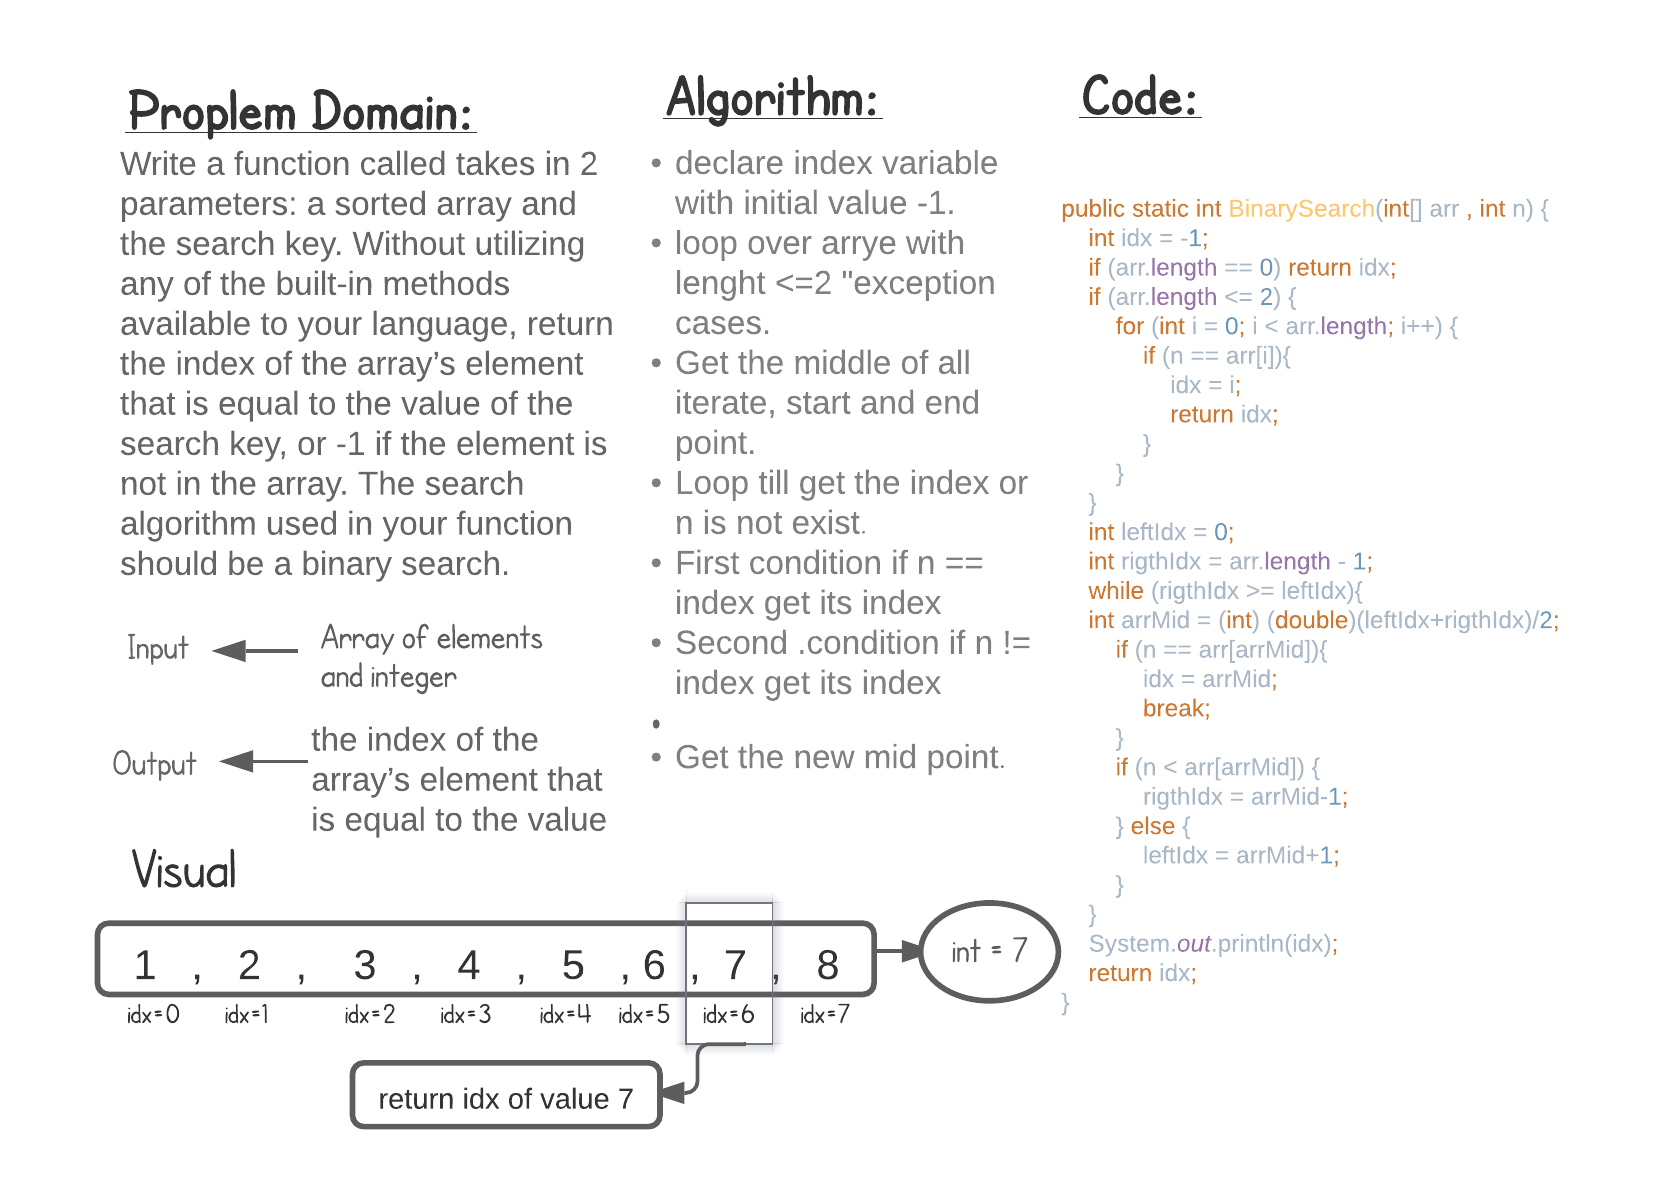 Proplem Domain:
Write a function called takes in 2
parameters: a sorted array and
the search key. Without utilizing
any of the built-in methods
available to your language, return
the index of the array’s element
that is equal to the value of the
search key, or -1 if the element is
not in the array. The search
algorithm used in your function
should be a binary search.
Input
Array of elements
and integer
Output
the index of the
array’s element that
is equal to the value
Algorithm:
• declare index variable
with initial value -1.
• loop over arrye with
lenght <=2 "exception
cases.
• Get the middle of all
iterate, start and end
point.
• Loop till get the index or
n is not exist.
• First condition if n ==
index get its index
• Second .condition if n !=
index get its index
•
• Get the new mid point.
Code:
public static int BinarySearch(int[] arr , int n) {
int idx = -1;
if (arr.length == 0) return idx;
if (arr.length <= 2) {
for (int i = 0; i < arr.length; i++) {
if (n == arr[i]){
idx = i;
return idx;
}
}
}
int leftIdx = 0;
int rigthIdx = arr.length - 1;
while (rigthIdx >= leftIdx){
int arrMid = (int) (double)(leftIdx+rigthIdx)/2;
if (n == arr[arrMid]){
idx = arrMid;
break;
}
if (n < arr[arrMid]) {
rigthIdx = arrMid-1;
} else {
leftIdx = arrMid+1;
}
}
System.out.println(idx);
return idx;
}
Visual
1 , 2 , 3 , 4 , 5 , 6 , 7 , 8
int = 7
idx=0 idx=1 idx=2 idx=3 idx=4 idx=5 idx=6 idx=7
return idx of value 7